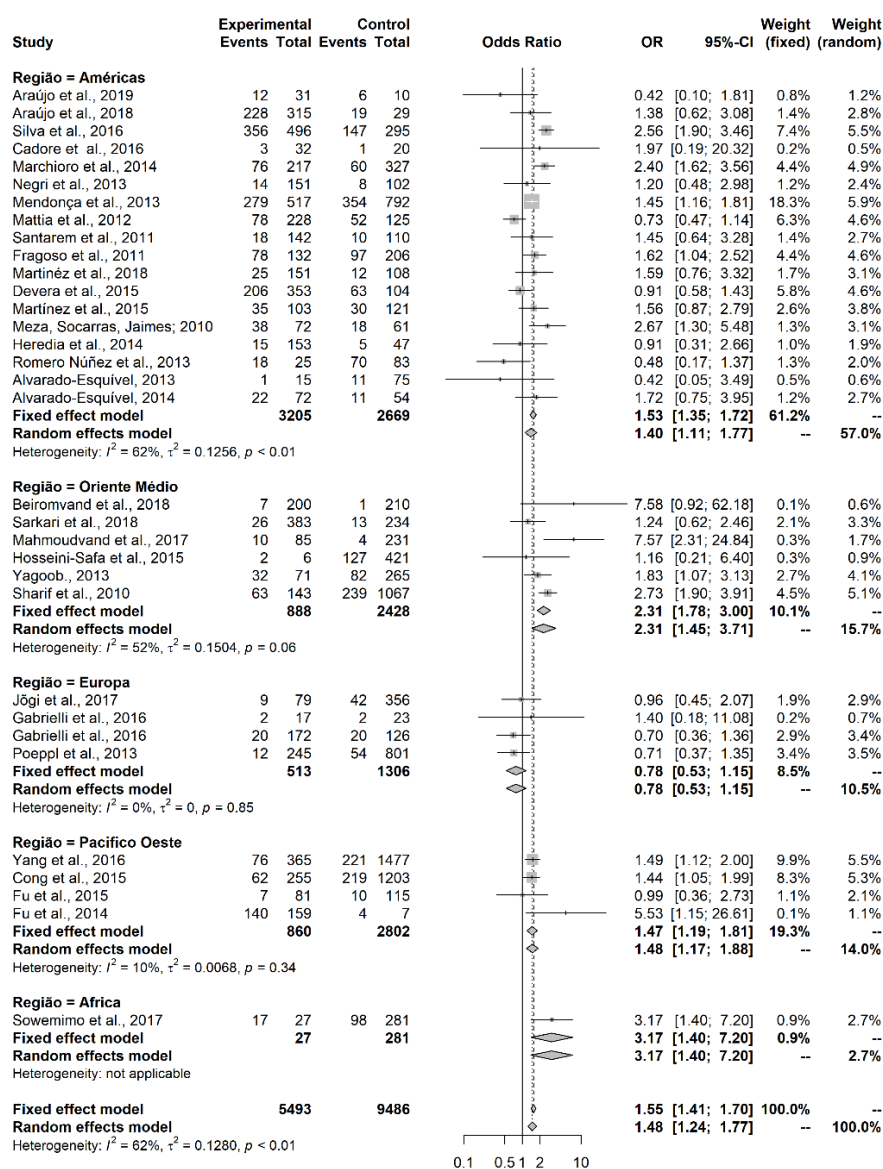 Experimental Control Weight Weight
Study Events Total Events Total Odds Ratio OR 95%-CI (fixed) (random)
Região = Américas
Araújo et al., 2019 12 31 6 10 0.42 [0.10; 1.81] 0.8% 1.2%
Araújo et al., 2018 228 315 19 29 1.38 [0.62; 3.08] 1.4% 2.8%
Silva et al., 2016 356 496 147 295 2.56 [1.90; 3.46] 7.4% 5.5%
Cadore et al., 2016 3 32 1 20 1.97 [0.19; 20.32] 0.2% 0.5%
Marchioro et al., 2014 76 217 60 327 2.40 [1.62; 3.56] 4.4% 4.9%
Negri et al., 2013 14 151 8 102 1.20 [0.48; 2.98] 1.2% 2.4%
Mendonça et al., 2013 279 517 354 792 1.45 [1.16; 1.81] 18.3% 5.9%
Mattia et al., 2012 78 228 52 125 0.73 [0.47; 1.14] 6.3% 4.6%
Santarem et al., 2011 18 142 10 110 1.45 [0.64; 3.28] 1.4% 2.7%
Fragoso et al., 2011 78 132 97 206 1.62 [1.04; 2.52] 4.4% 4.6%
Martinéz et al., 2018 25 151 12 108 1.59 [0.76; 3.32] 1.7% 3.1%
Devera et al., 2015 206 353 63 104 0.91 [0.58; 1.43] 5.8% 4.6%
Martínez et al., 2015 35 103 30 121 1.56 [0.87; 2.79] 2.6% 3.8%
Meza, Socarras, Jaimes; 2010 38 72 18 61 2.67 [1.30; 5.48] 1.3% 3.1%
Heredia et al., 2014 15 153 5 47 0.91 [0.31; 2.66] 1.0% 1.9%
Romero Núñez et al., 2013 18 25 70 83 0.48 [0.17; 1.37] 1.3% 2.0%
Alvarado-Esquível, 2013 1 15 11 75 0.42 [0.05; 3.49] 0.5% 0.6%
Alvarado-Esquível, 2014 22 72 11 54 1.72 [0.75; 3.95] 1.2% 2.7%
Fixed effect model 3205 2669 1.53 [1.35; 1.72] 61.2% --
Random effects model 1.40 [1.11; 1.77] -- 57.0%
Heterogeneity: I² = 62%, τ² = 0.1256, p < 0.01
Região = Oriente Médio
Beiromvand et al., 2018 7 200 1 210 7.58 [0.92; 62.18] 0.1% 0.6%
Sarkari et al., 2018 26 383 13 234 1.24 [0.62; 2.46] 2.1% 3.3%
Mahmoudvand et al., 2017 10 85 4 231 7.57 [2.31; 24.84] 0.3% 1.7%
Hosseini-Safa et al., 2015 2 6 127 421 1.16 [0.21; 6.40] 0.3% 0.9%
Yagoob., 2013 32 71 82 265 1.83 [1.07; 3.13] 2.7% 4.1%
Sharif et al., 2010 63 143 239 1067 2.73 [1.90; 3.91] 4.5% 5.1%
Fixed effect model 888 2428 2.31 [1.78; 3.00] 10.1% --
Random effects model 2.31 [1.45; 3.71] -- 15.7%
Heterogeneity: I² = 52%, τ² = 0.1504, p = 0.06
Região = Europa
Jõgi et al., 2017 9 79 42 356 0.96 [0.45; 2.07] 1.9% 2.9%
Gabrielli et al., 2016 2 17 2 23 1.40 [0.18; 11.08] 0.2% 0.7%
Gabrielli et al., 2016 20 172 20 126 0.70 [0.36; 1.36] 2.9% 3.4%
Poeppl et al., 2013 12 245 54 801 0.71 [0.37; 1.35] 3.4% 3.5%
Fixed effect model 513 1306 0.78 [0.53; 1.15] 8.5% --
Random effects model 0.78 [0.53; 1.15] -- 10.5%
Heterogeneity: I² = 0%, τ² = 0, p = 0.85
Região = Pacifico Oeste
Yang et al., 2016 76 365 221 1477 1.49 [1.12; 2.00] 9.9% 5.5%
Cong et al., 2015 62 255 219 1203 1.44 [1.05; 1.99] 8.3% 5.3%
Fu et al., 2015 7 81 10 115 0.99 [0.36; 2.73] 1.1% 2.1%
Fu et al., 2014 140 159 4 7 5.53 [1.15; 26.61] 0.1% 1.1%
Fixed effect model 860 2802 1.47 [1.19; 1.81] 19.3% --
Random effects model 1.48 [1.17; 1.88] -- 14.0%
Heterogeneity: I² = 10%, τ² = 0.0068, p = 0.34
Região = Africa
Sowemimo et al., 2017 17 27 98 281 3.17 [1.40; 7.20] 0.9% 2.7%
Fixed effect model 27 281 3.17 [1.40; 7.20] 0.9% --
Random effects model 3.17 [1.40; 7.20] -- 2.7%
Heterogeneity: not applicable
Fixed effect model 5493 9486 1.55 [1.41; 1.70] 100.0% --
Random effects model 1.48 [1.24; 1.77] -- 100.0%
Heterogeneity: I² = 62%, τ² = 0.1280, p < 0.01
0.1 0.5 1 2 10